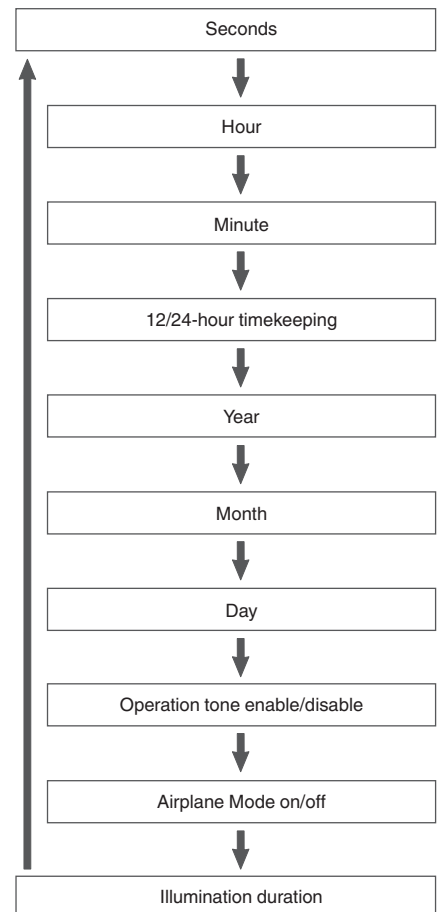 Seconds
Hour
Minute
12/24-hour timekeeping
Year
Month
Day
Operation tone enable/disable
Airplane Mode on/off
Illumination duration